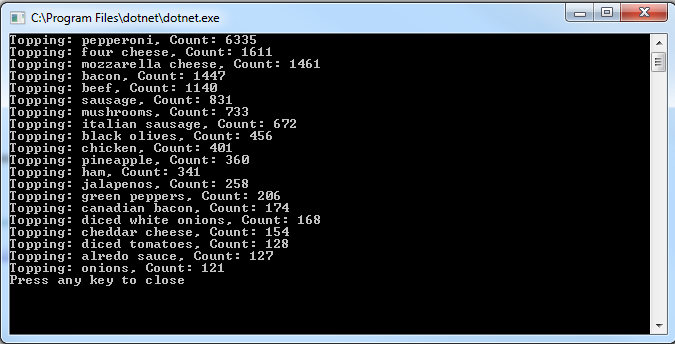 C:\Program Files\dotnet\dotnet.exe
Topping: pepperoni, Count: 6335
Topping: four cheese, Count: 1611
Topping: mozzarella cheese, Count: 1461
Topping: bacon, Count: 1447
Topping: beef, Count: 1140
Topping: sausage, Count: 831
Topping: mushrooms, Count: 733
Topping: italian sausage, Count: 672
Topping: black olives, Count: 456
Topping: chicken, Count: 401
Topping: pineapple, Count: 360
Topping: ham, Count: 341
Topping: jalapenos, Count: 258
Topping: green peppers, Count: 206
Topping: canadian bacon, Count: 174
Topping: diced white onions, Count: 168
Topping: cheddar cheese, Count: 154
Topping: diced tomatoes, Count: 128
Topping: alredo sauce, Count: 127
Topping: onions, Count: 121
Press any key to close